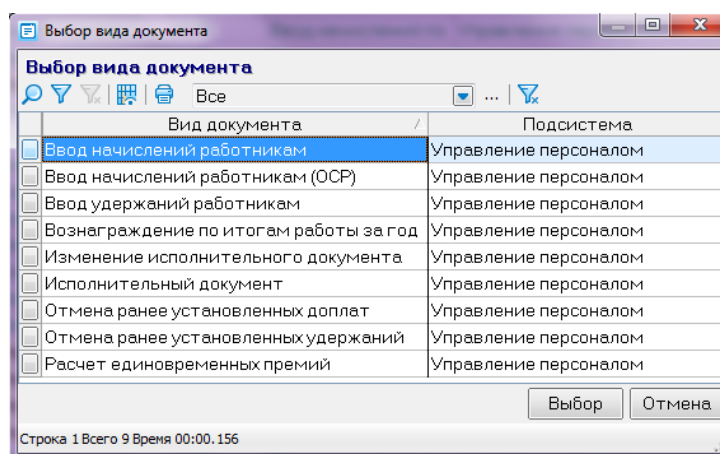 Выбор вида документа
Выбор вида документа
Все ...
Вид документа Подсистема
Ввод начислений работникам Управление персоналом
Ввод начислений работникам (ОСР) Управление персоналом
Ввод удержаний работникам Управление персоналом
Вознаграждение по итогам работы за год Управление персоналом
Изменение исполнительного документа Управление персоналом
Исполнительный документ Управление персоналом
Отмена ранее установленных доплат Управление персоналом
Отмена ранее установленных удержаний Управление персоналом
Расчет единовременных премий Управление персоналом
Выбор Отмена
Строка 1 Всего 9 Время 00:00.156